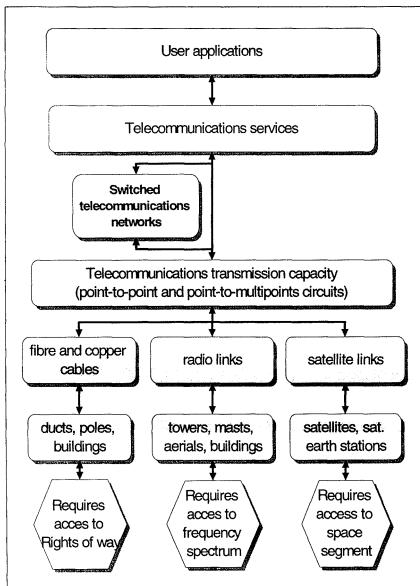 User applications
Telecommunications services
Switched
telecommunications
networks
Telecommunications transmission capacity
(point-to-point and point-to-multipoints circuits)
fibre and copper
cables
radio links
satellite links
ducts, poles,
buildings
towers, masts,
aerials, buildings
satellites, sat.
earth stations
Requires
acces to
Rights of way
Requires
acces to
frequency
spectrum
Requires
access to
space
segment